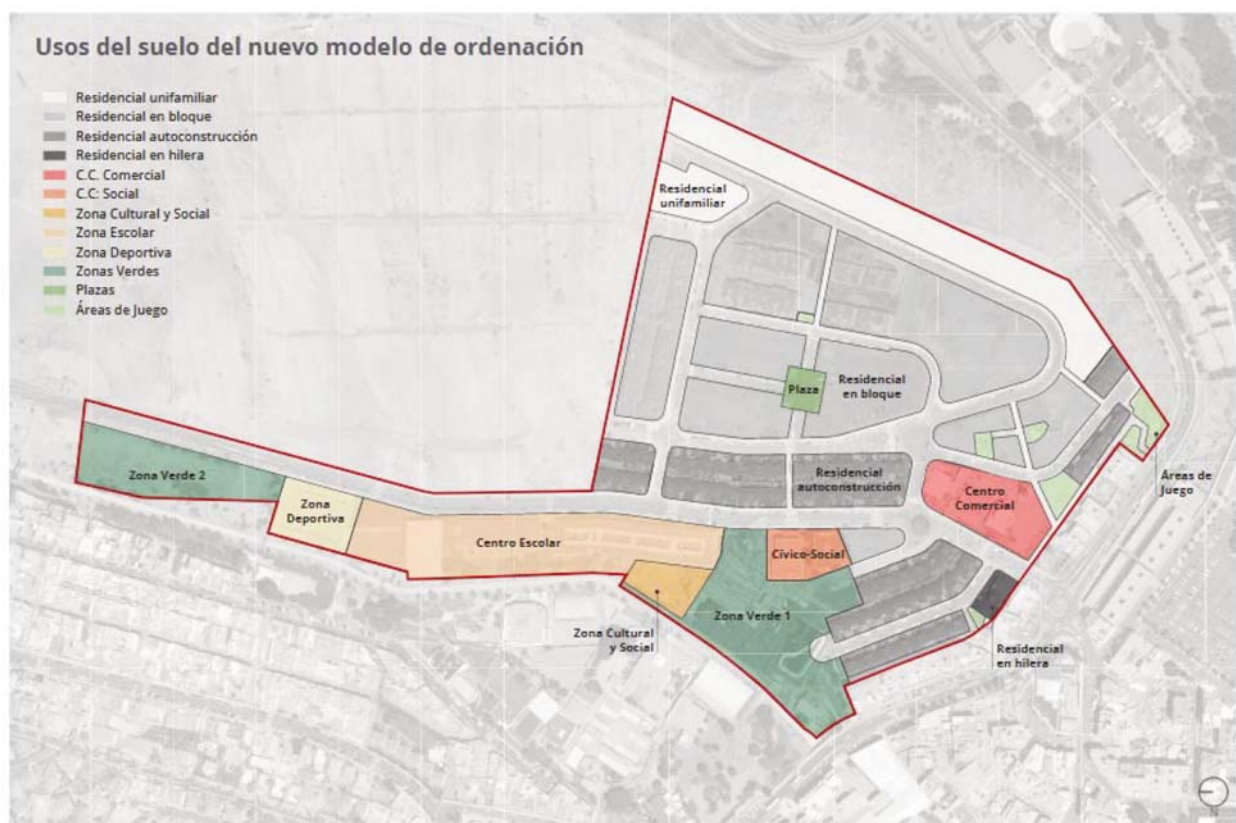 Usos del suelo del nuevo modelo de ordenación
Residencial unifamiliar
Residencial en bloque
Residencial autoconstrucción
Residencial en hilera
C.C. Comercial
C.C: Social
Zona Cultural y Social
Zona Escolar
Zona Deportiva
Zonas Verdes
Plazas
Áreas de Juego
Residencial
unifamiliar
Plaza
Residencial
en bloque
Residencial
autoconstrucción
Centro
Comercial
Áreas de
Juego
Zona Verde 2
Zona
Deportiva
Centro Escolar
Cívico-Social
Zona Verde 1
Zona Cultural
y Social
Residencial
en hilera